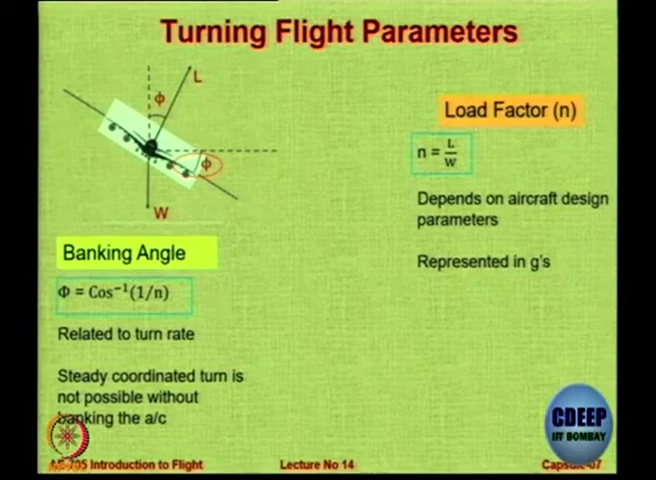 Turning Flight Parameters
L
Φ
Φ
W
Banking Angle
Φ = Cos⁻¹(1/n)
Related to turn rate
Steady coordinated turn is
not possible without
banking the a/c
Load Factor (n)
n = L/W
Depends on aircraft design
parameters
Represented in g's
CDEEP
IIT BOMBAY
Introduction to Flight
Lecture No 14